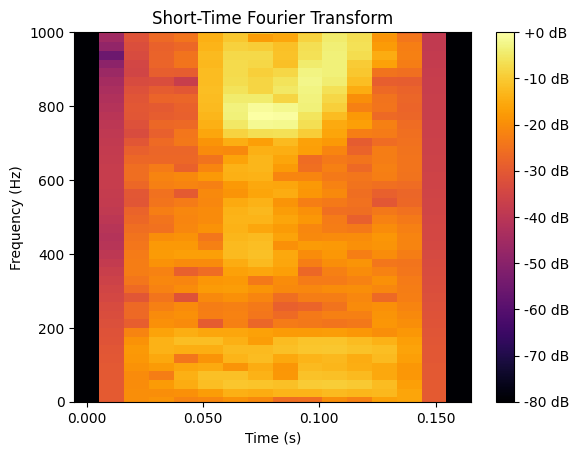 Short-Time Fourier Transform
1000
800
600
400
200
0
Frequency (Hz)
0.000
0.050
0.100
0.150
Time (s)
+0 dB
-10 dB
-20 dB
-30 dB
-40 dB
-50 dB
-60 dB
-70 dB
-80 dB